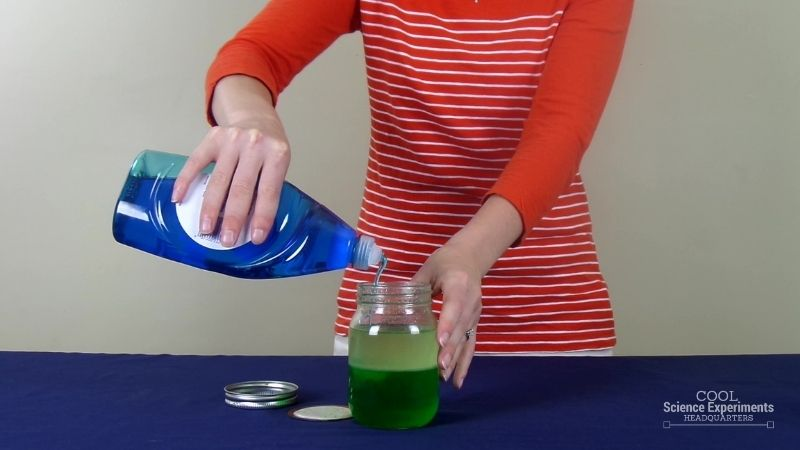 COOL
Science Experiments
HEADQUARTERS